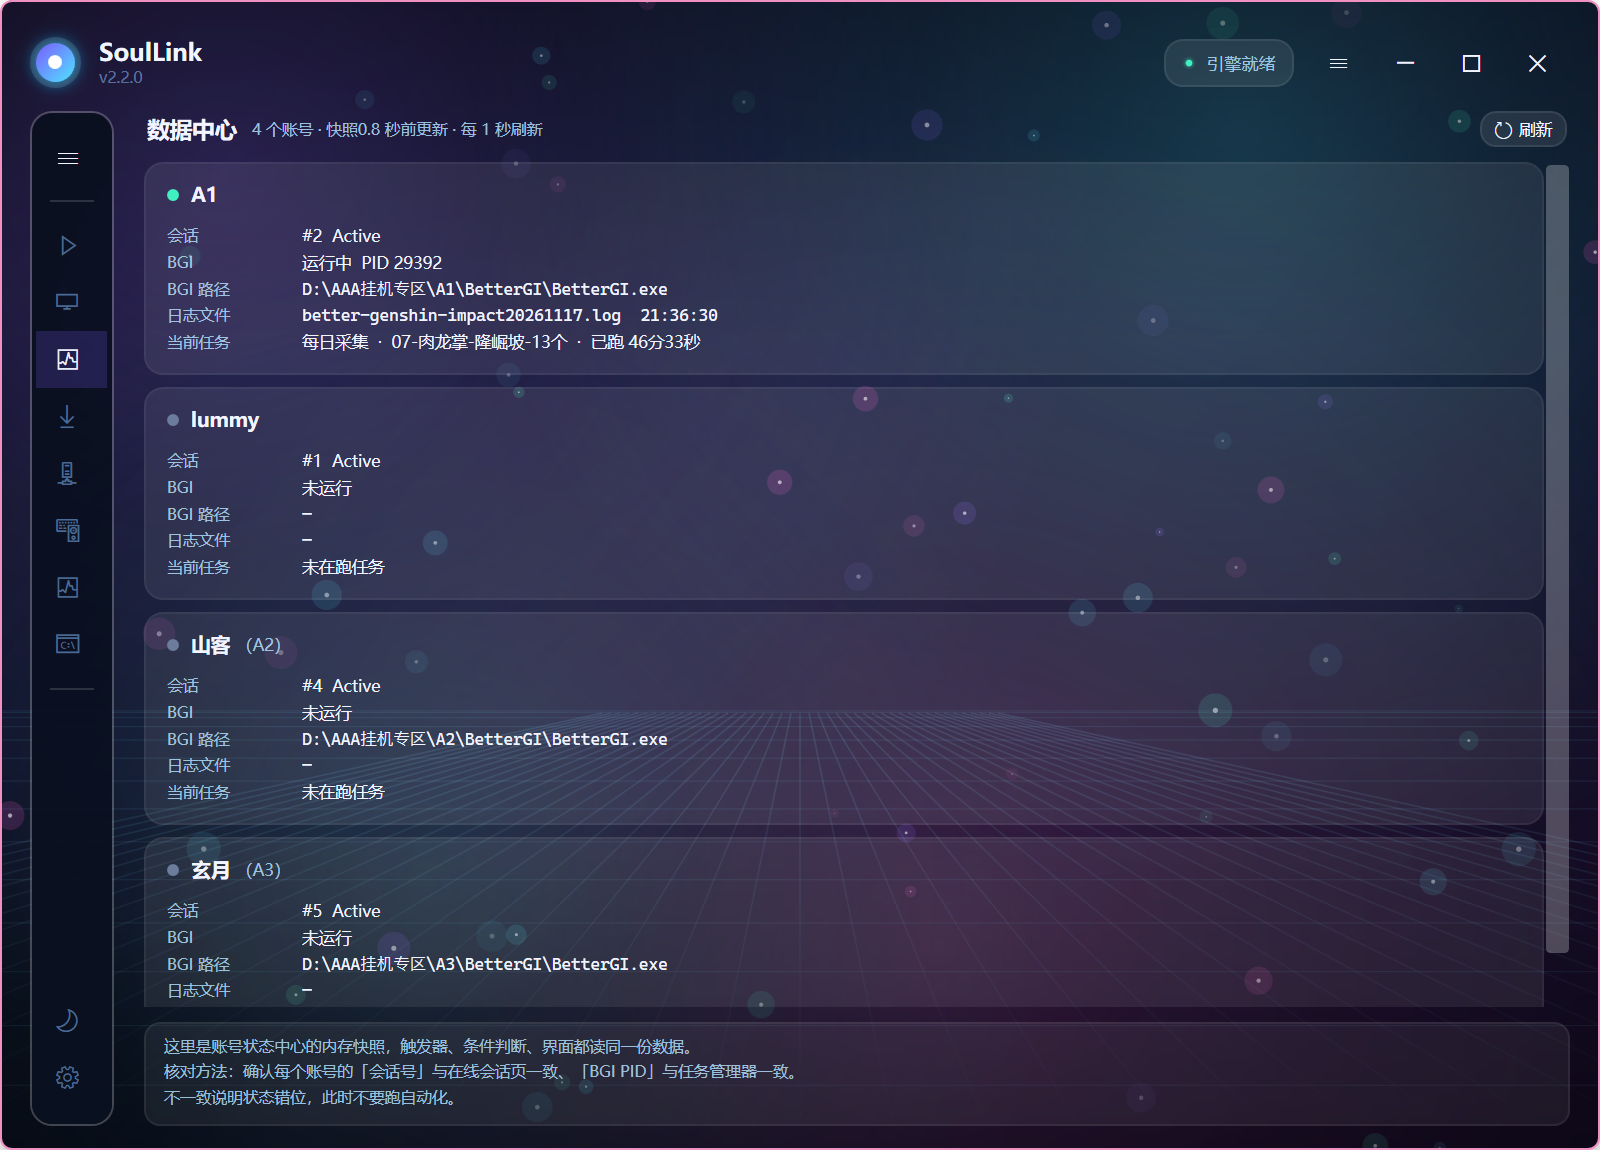 SoulLink
v2.2.0
引擎就绪
数据中心 4 个账号 · 快照0.8 秒前更新 · 每 1 秒刷新
刷新
A1
会话 #2 Active
BGI 运行中 PID 29392
BGI 路径 D:\AAA挂机专区\A1\BetterGI\BetterGI.exe
日志文件 better-genshin-impact20261117.log 21:36:30
当前任务 每日采集 · 07-肉龙掌-隆崛坡-13个 · 已跑 46分33秒
lummy
会话 #1 Active
BGI 未运行
BGI 路径 —
日志文件 —
当前任务 未在跑任务
山客 (A2)
会话 #4 Active
BGI 未运行
BGI 路径 D:\AAA挂机专区\A2\BetterGI\BetterGI.exe
日志文件 —
当前任务 未在跑任务
玄月 (A3)
会话 #5 Active
BGI 未运行
BGI 路径 D:\AAA挂机专区\A3\BetterGI\BetterGI.exe
日志文件 —
C:\
这里是账号状态中心的内存快照，触发器、条件判断、界面都读同一份数据。
核对方法：确认每个账号的「会话号」与在线会话页一致、「BGI PID」与任务管理器一致。
不一致说明状态错位，此时不要跑自动化。